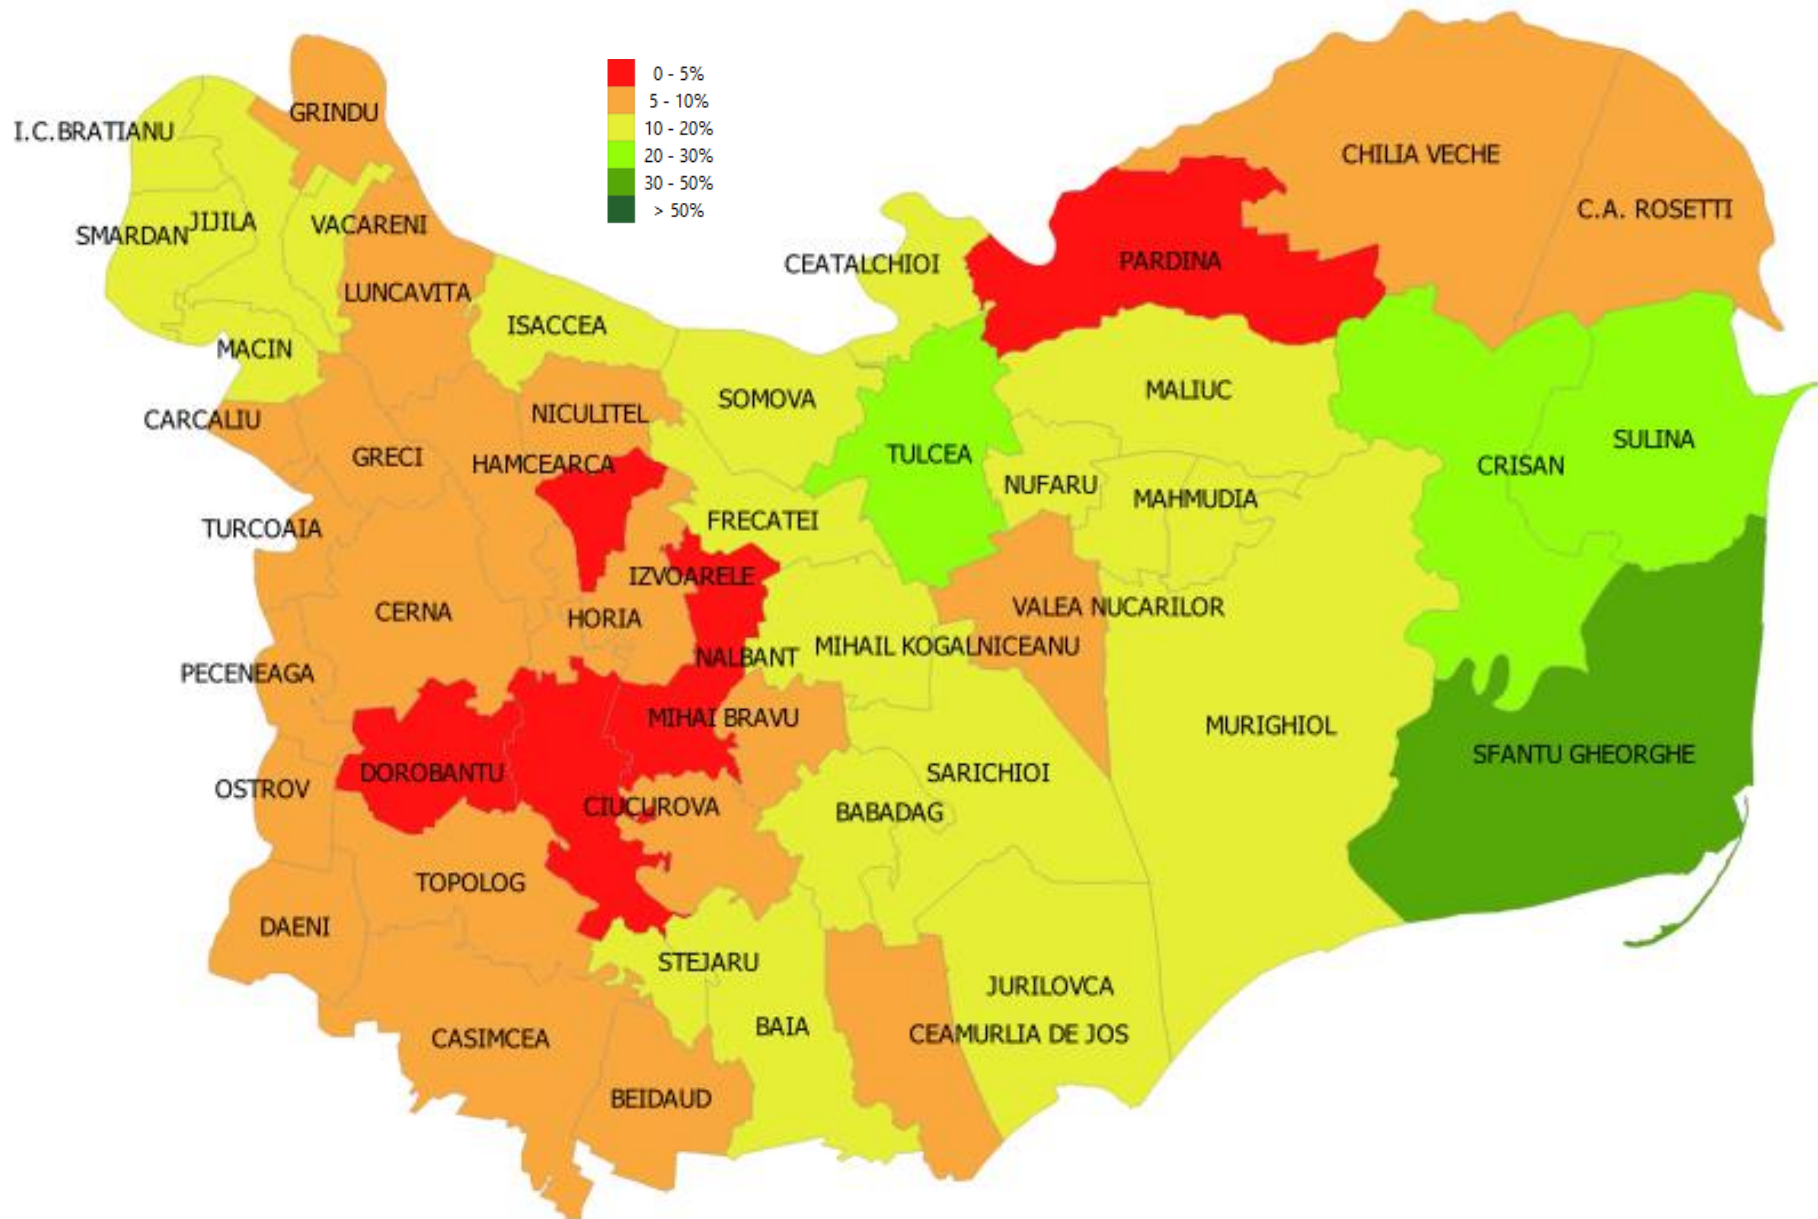 0 - 5%
5 - 10%
10 - 20%
20 - 30%
30 - 50%
> 50%
GRINDU
I.C.BRATIANU
CHILIA VECHE
C.A. ROSETTI
SMARDAN
JIJILA
VACARENI
CEATALCHIOI
PARDINA
LUNCAVITA
ISACCEA
MACIN
SOMOVA
MALIUC
CARCALIU
NICULITEL
GRECI
HAMCEARCA
TULCEA
SULINA
CRISAN
NUFARU
MAHMUDIA
TURCOAIA
FRECATEI
IZVOARELE
CERNA
HORIA
VALEA NUCARILOR
MIHAIL KOGALNICEANU
NALBANT
PECENEAGA
MIHAI BRAVU
MURIGHIOL
SFANTU GHEORGHE
DOROBANTU
SARICHIOI
OSTROV
CIUCUROVA
BABADAG
TOPOLOG
DAENI
STEJARU
JURILOVCA
BAIA
CEAMURLIA DE JOS
CASIMCEA
BEIDAUD